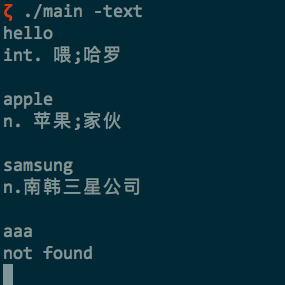 ζ ./main -text
hello
int. 喂;哈罗
apple
n. 苹果;家伙
samsung
n.南韩三星公司
aaa
not found